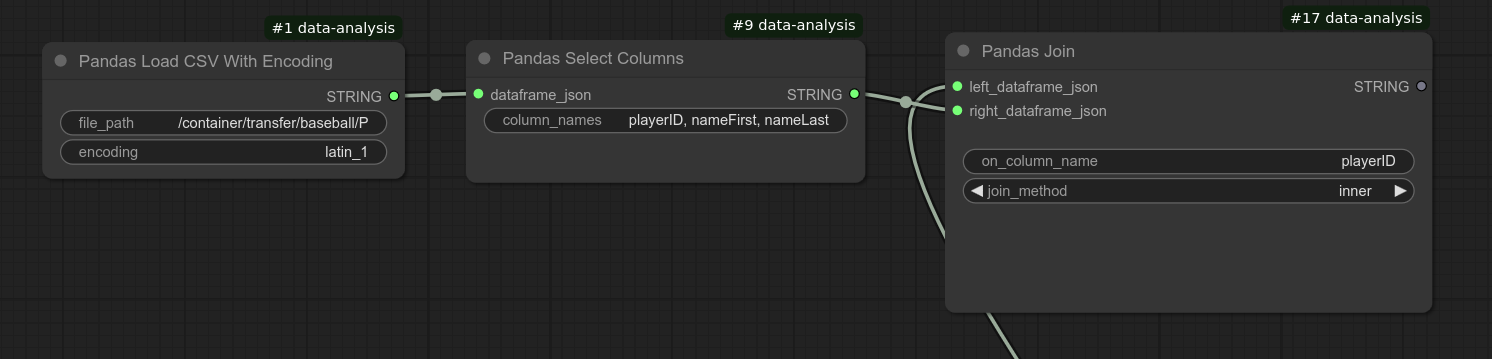 #1 data-analysis
Pandas Load CSV With Encoding
STRING
file_path /container/transfer/baseball/P
encoding latin_1
#9 data-analysis
Pandas Select Columns
dataframe_json STRING
column_names playerID, nameFirst, nameLast
#17 data-analysis
Pandas Join
left_dataframe_json STRING
right_dataframe_json
on_column_name playerID
join_method inner